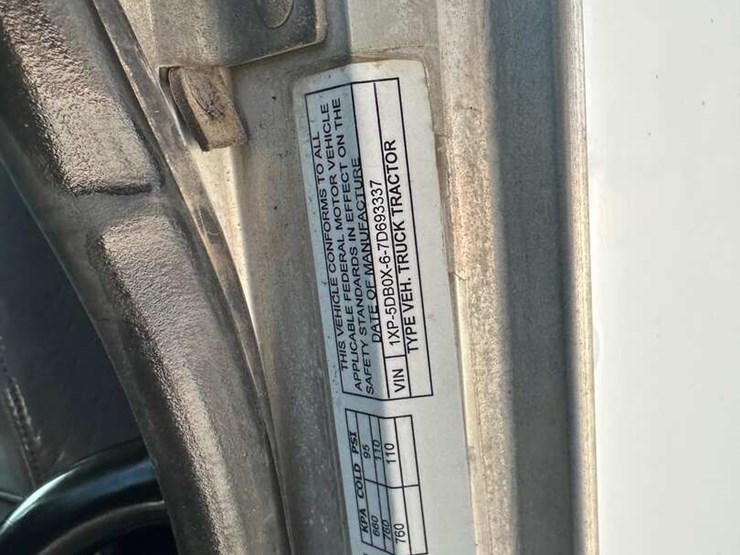 THIS VEHICLE CONFORMS TO ALL
APPLICABLE FEDERAL MOTOR VEHICLE
SAFETY STANDARDS IN EFFECT ON THE
DATE OF MANUFACTURE
VIN 1XP-5DB0X-6-7D693337
TYPE VEH. TRUCK TRACTOR
KPA COLD PSI
660 95
760 110
760 110